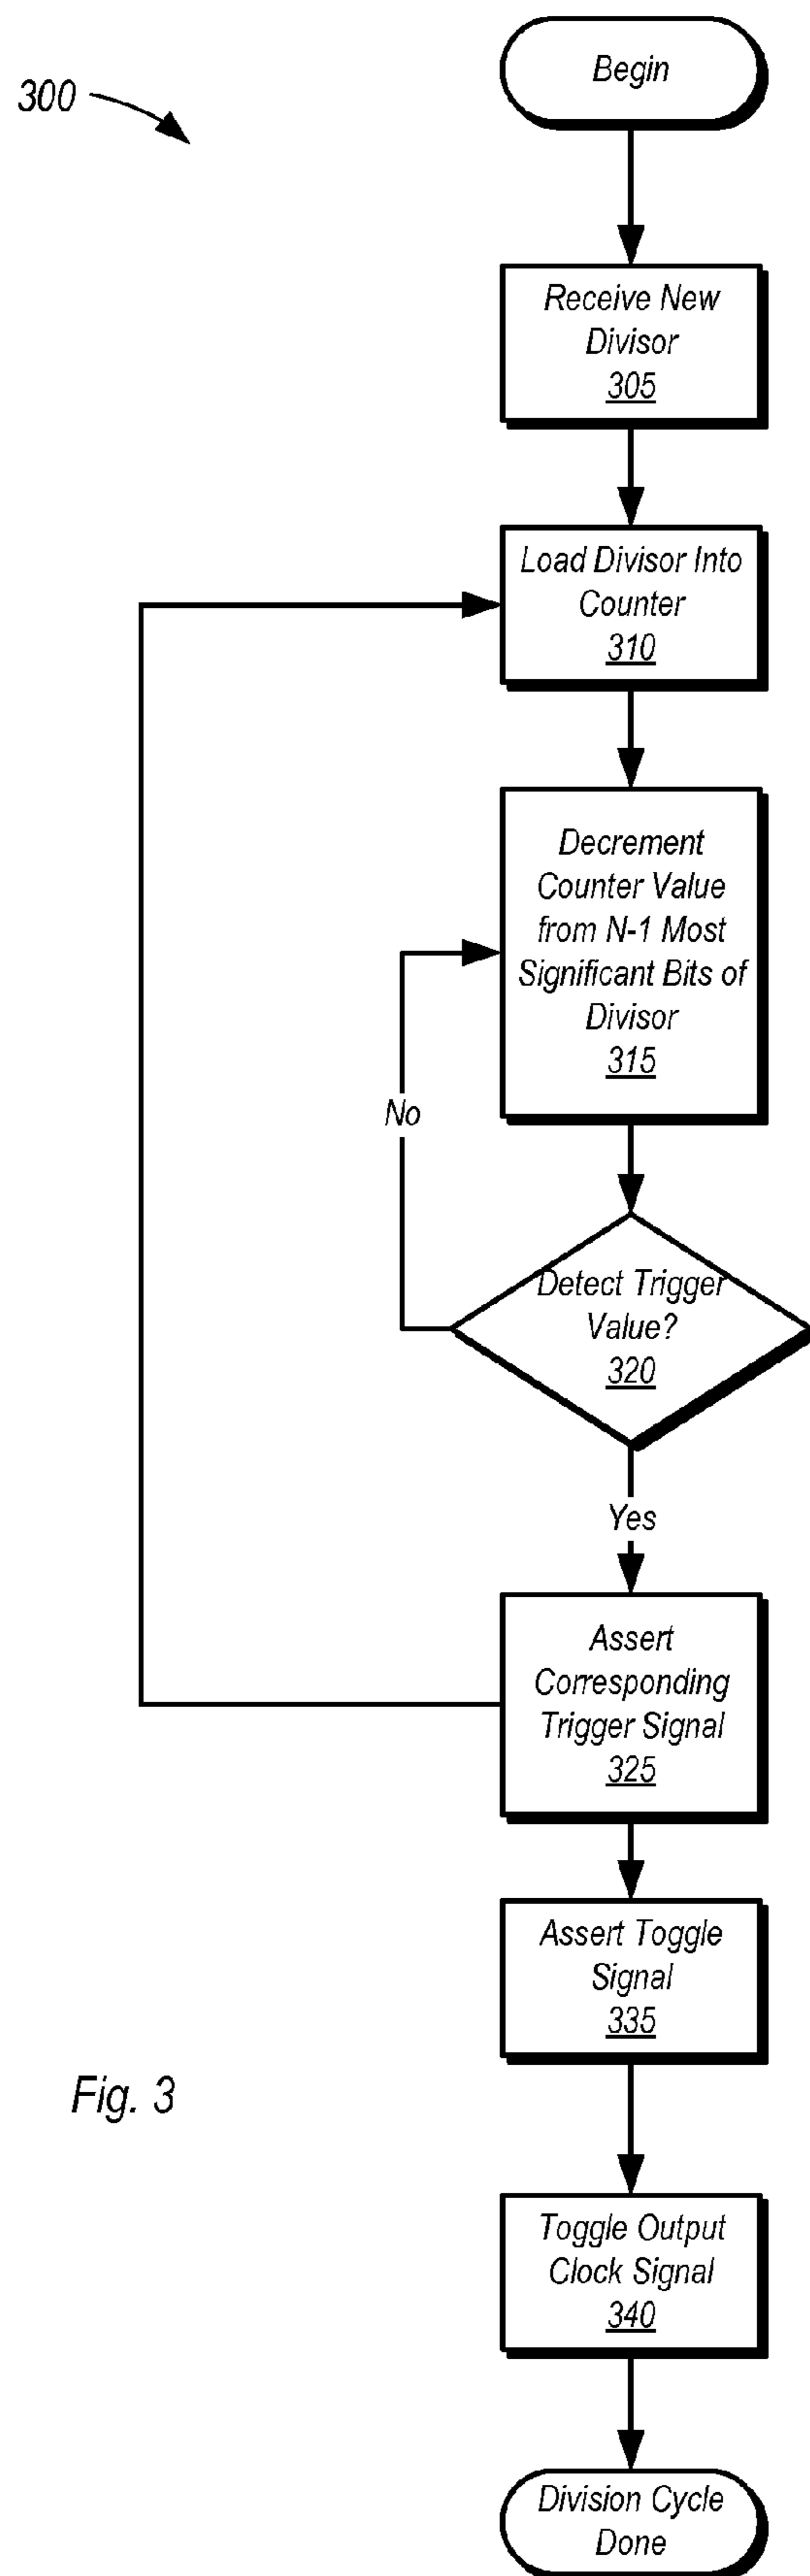 300
Begin
Receive New
Divisor
305
Load Divisor Into
Counter
310
Decrement
Counter Value
from N-1 Most
Significant Bits of
Divisor
315
No
Detect Trigger
Value?
320
Yes
Assert
Corresponding
Trigger Signal
325
Assert Toggle
Signal
335
Fig. 3
Toggle Output
Clock Signal
340
Division Cycle
Done